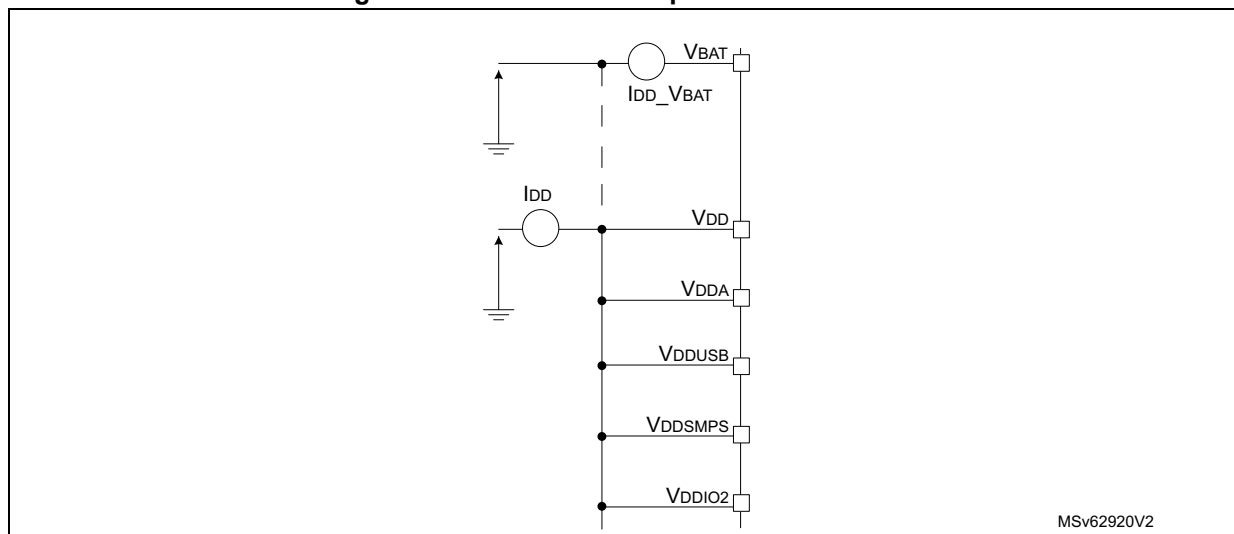 VBAT
IDD_VBAT
IDD
VDD
VDDA
VDDUSB
VDDSMPS
VDDIO2
MSv62920V2